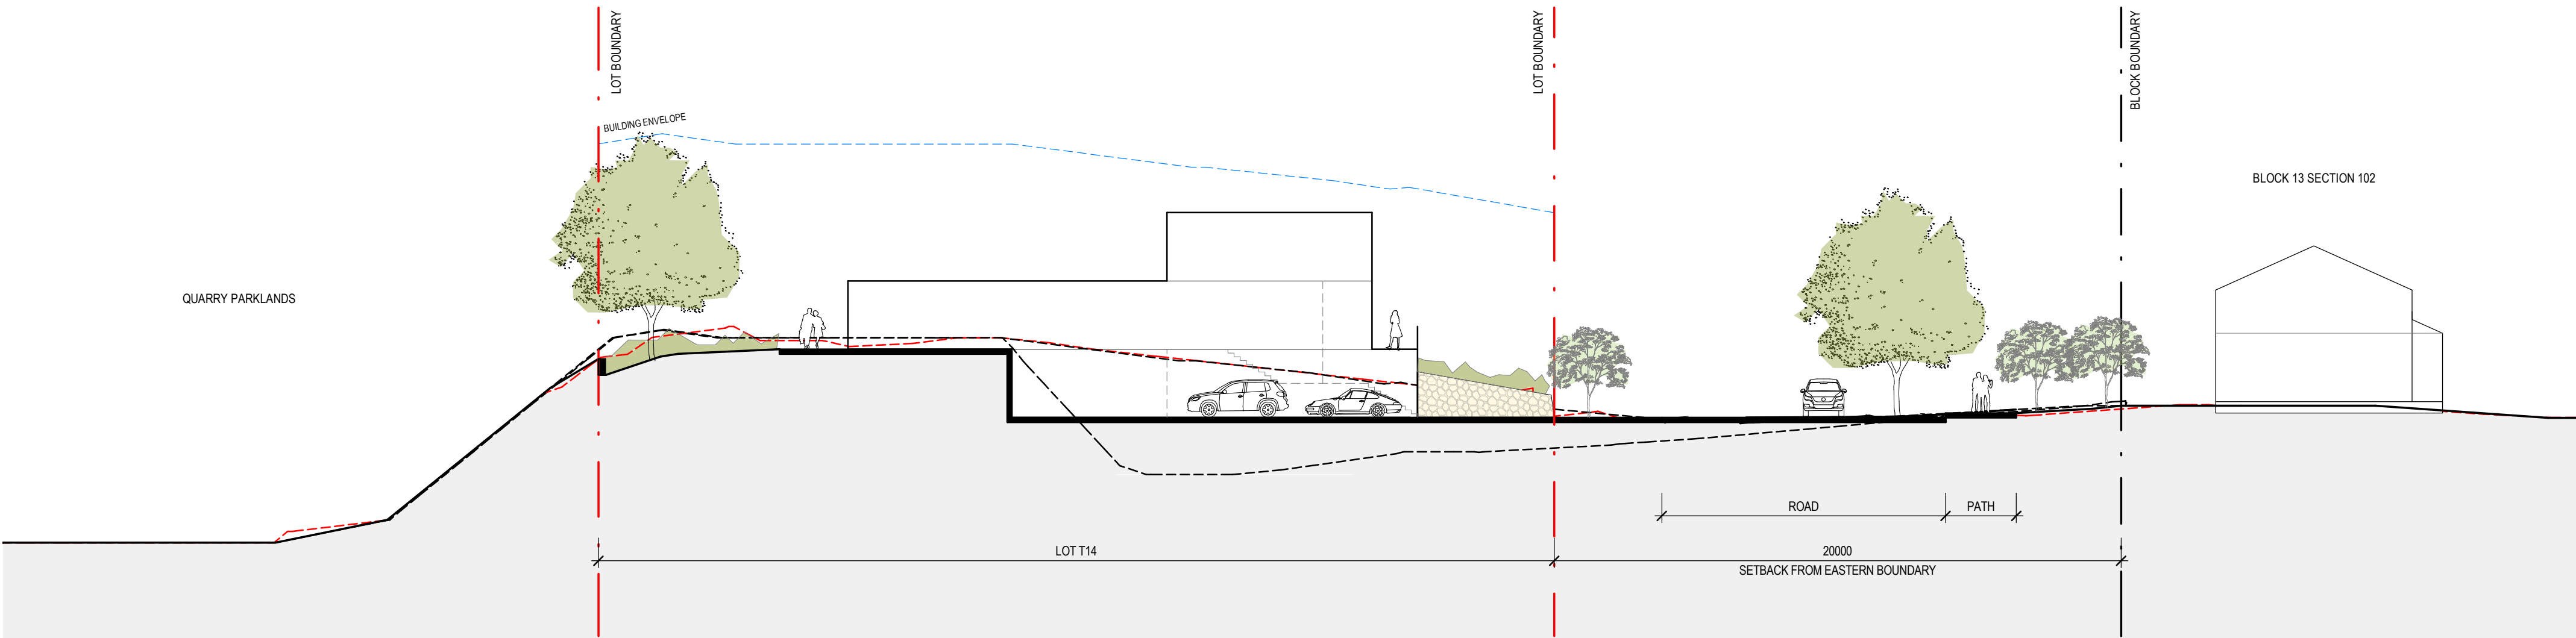 LOT BOUNDARY
LOT BOUNDARY
BLOCK BOUNDARY
BUILDING ENVELOPE
BLOCK 13 SECTION 102
QUARRY PARKLANDS
ROAD
PATH
LOT T14
20000
SETBACK FROM EASTERN BOUNDARY